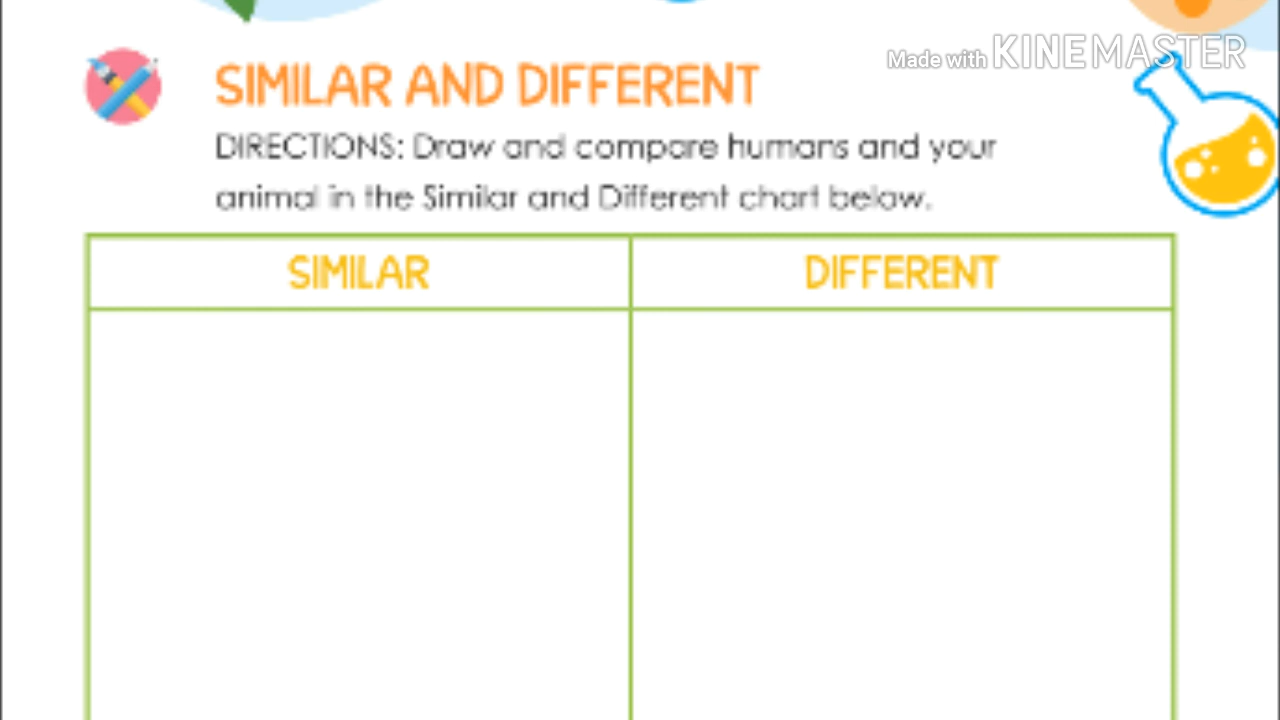 Made with KINEMASTER
SIMILAR AND DIFFERENT
DIRECTIONS: Draw and compare humans and your
animal in the Similar and Different chart below.
SIMILAR
DIFFERENT